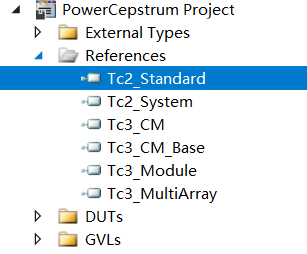 PowerCepstrum Project
External Types
References
Tc2_Standard
Tc2_System
Tc3_CM
Tc3_CM_Base
Tc3_Module
Tc3_MultiArray
DUTs
GVLs